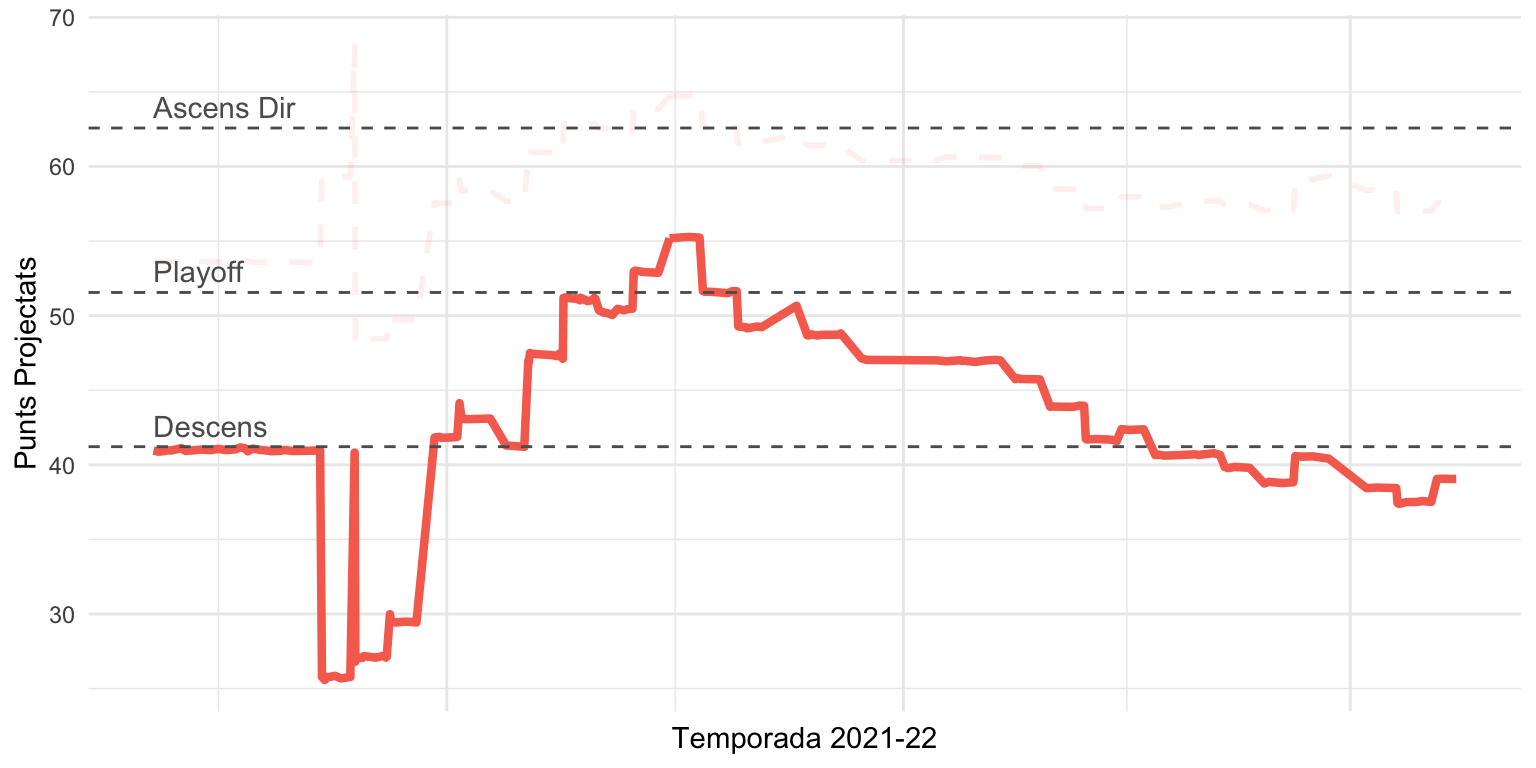 70
Ascens Dir
60
Playoff
50
Descens
40
30
Punts Projectats
Temporada 2021-22